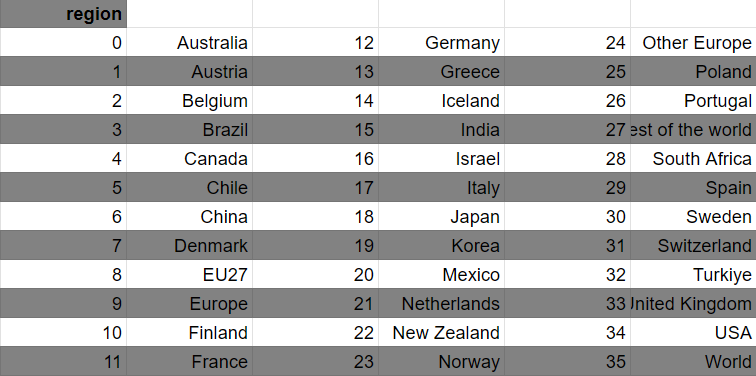 region
0 Australia 12 Germany 24 Other Europe
1 Austria 13 Greece 25 Poland
2 Belgium 14 Iceland 26 Portugal
3 Brazil 15 India 27 est of the world
4 Canada 16 Israel 28 South Africa
5 Chile 17 Italy 29 Spain
6 China 18 Japan 30 Sweden
7 Denmark 19 Korea 31 Switzerland
8 EU27 20 Mexico 32 Turkiye
9 Europe 21 Netherlands 33 Jnited Kingdom
10 Finland 22 New Zealand 34 USA
11 France 23 Norway 35 World